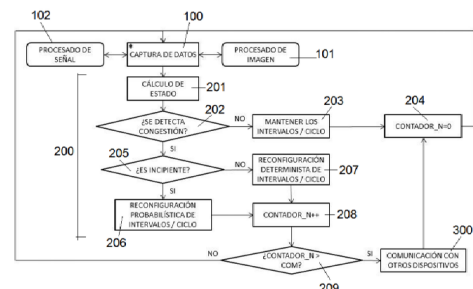 102
100
PROCESADO DE
SEÑAL
CAPTURA DE DATOS
PROCESADO DE
IMAGEN
101
CÁLCULO DE
ESTADO
201
202
¿SE DETECTA
CONGESTIÓN?
NO
MANTENER LOS
INTERVALOS / CICLO
203
204
CONTADOR_N=0
200
SI
205
¿ES INCIPIENTE?
NO
RECONFIGURACIÓN
DETERMINISTA DE
INTERVALOS / CICLO
207
SI
RECONFIGURACIÓN
PROBABILÍSTICA DE
INTERVALOS / CICLO
206
CONTADOR_N++
208
300
NO
¿CONTADOR_N >
COM?
SI
COMUNICACIÓN CON
OTROS DISPOSITIVOS
209